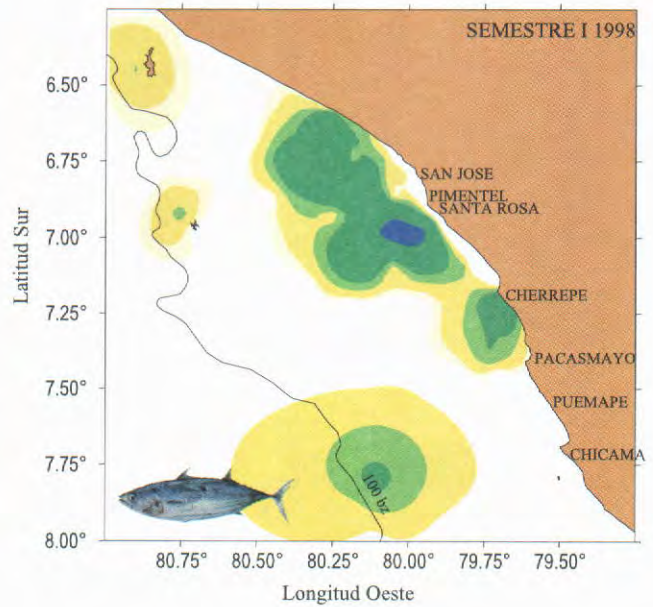 SEMESTRE I 1998
6.50°
6.75°
SAN JOSE
PIMENTEL
SANTA ROSA
7.00°
Latitud Sur
CHERREPE
7.25°
PACASMAYO
7.50°
PUEMAPE
CHICAMA
7.75°
100 bz
8.00°
80.75°
80.50°
80.25°
80.00°
79.75°
79.50°
Longitud Oeste